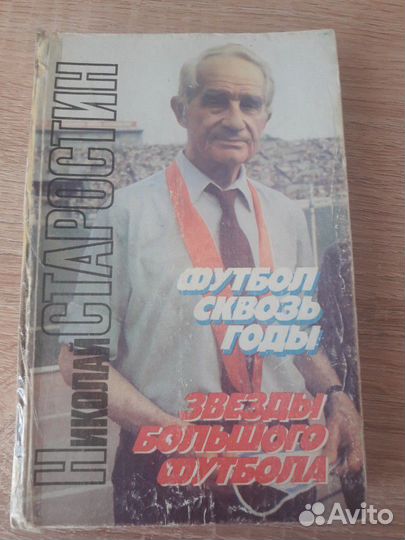 Николай СТАРОСТИН
ФУТБОЛ
СКВОЗЬ
ГОДЫ
ЗВЕЗДЫ
БОЛЬШОГО
ФУТБОЛА
Avito